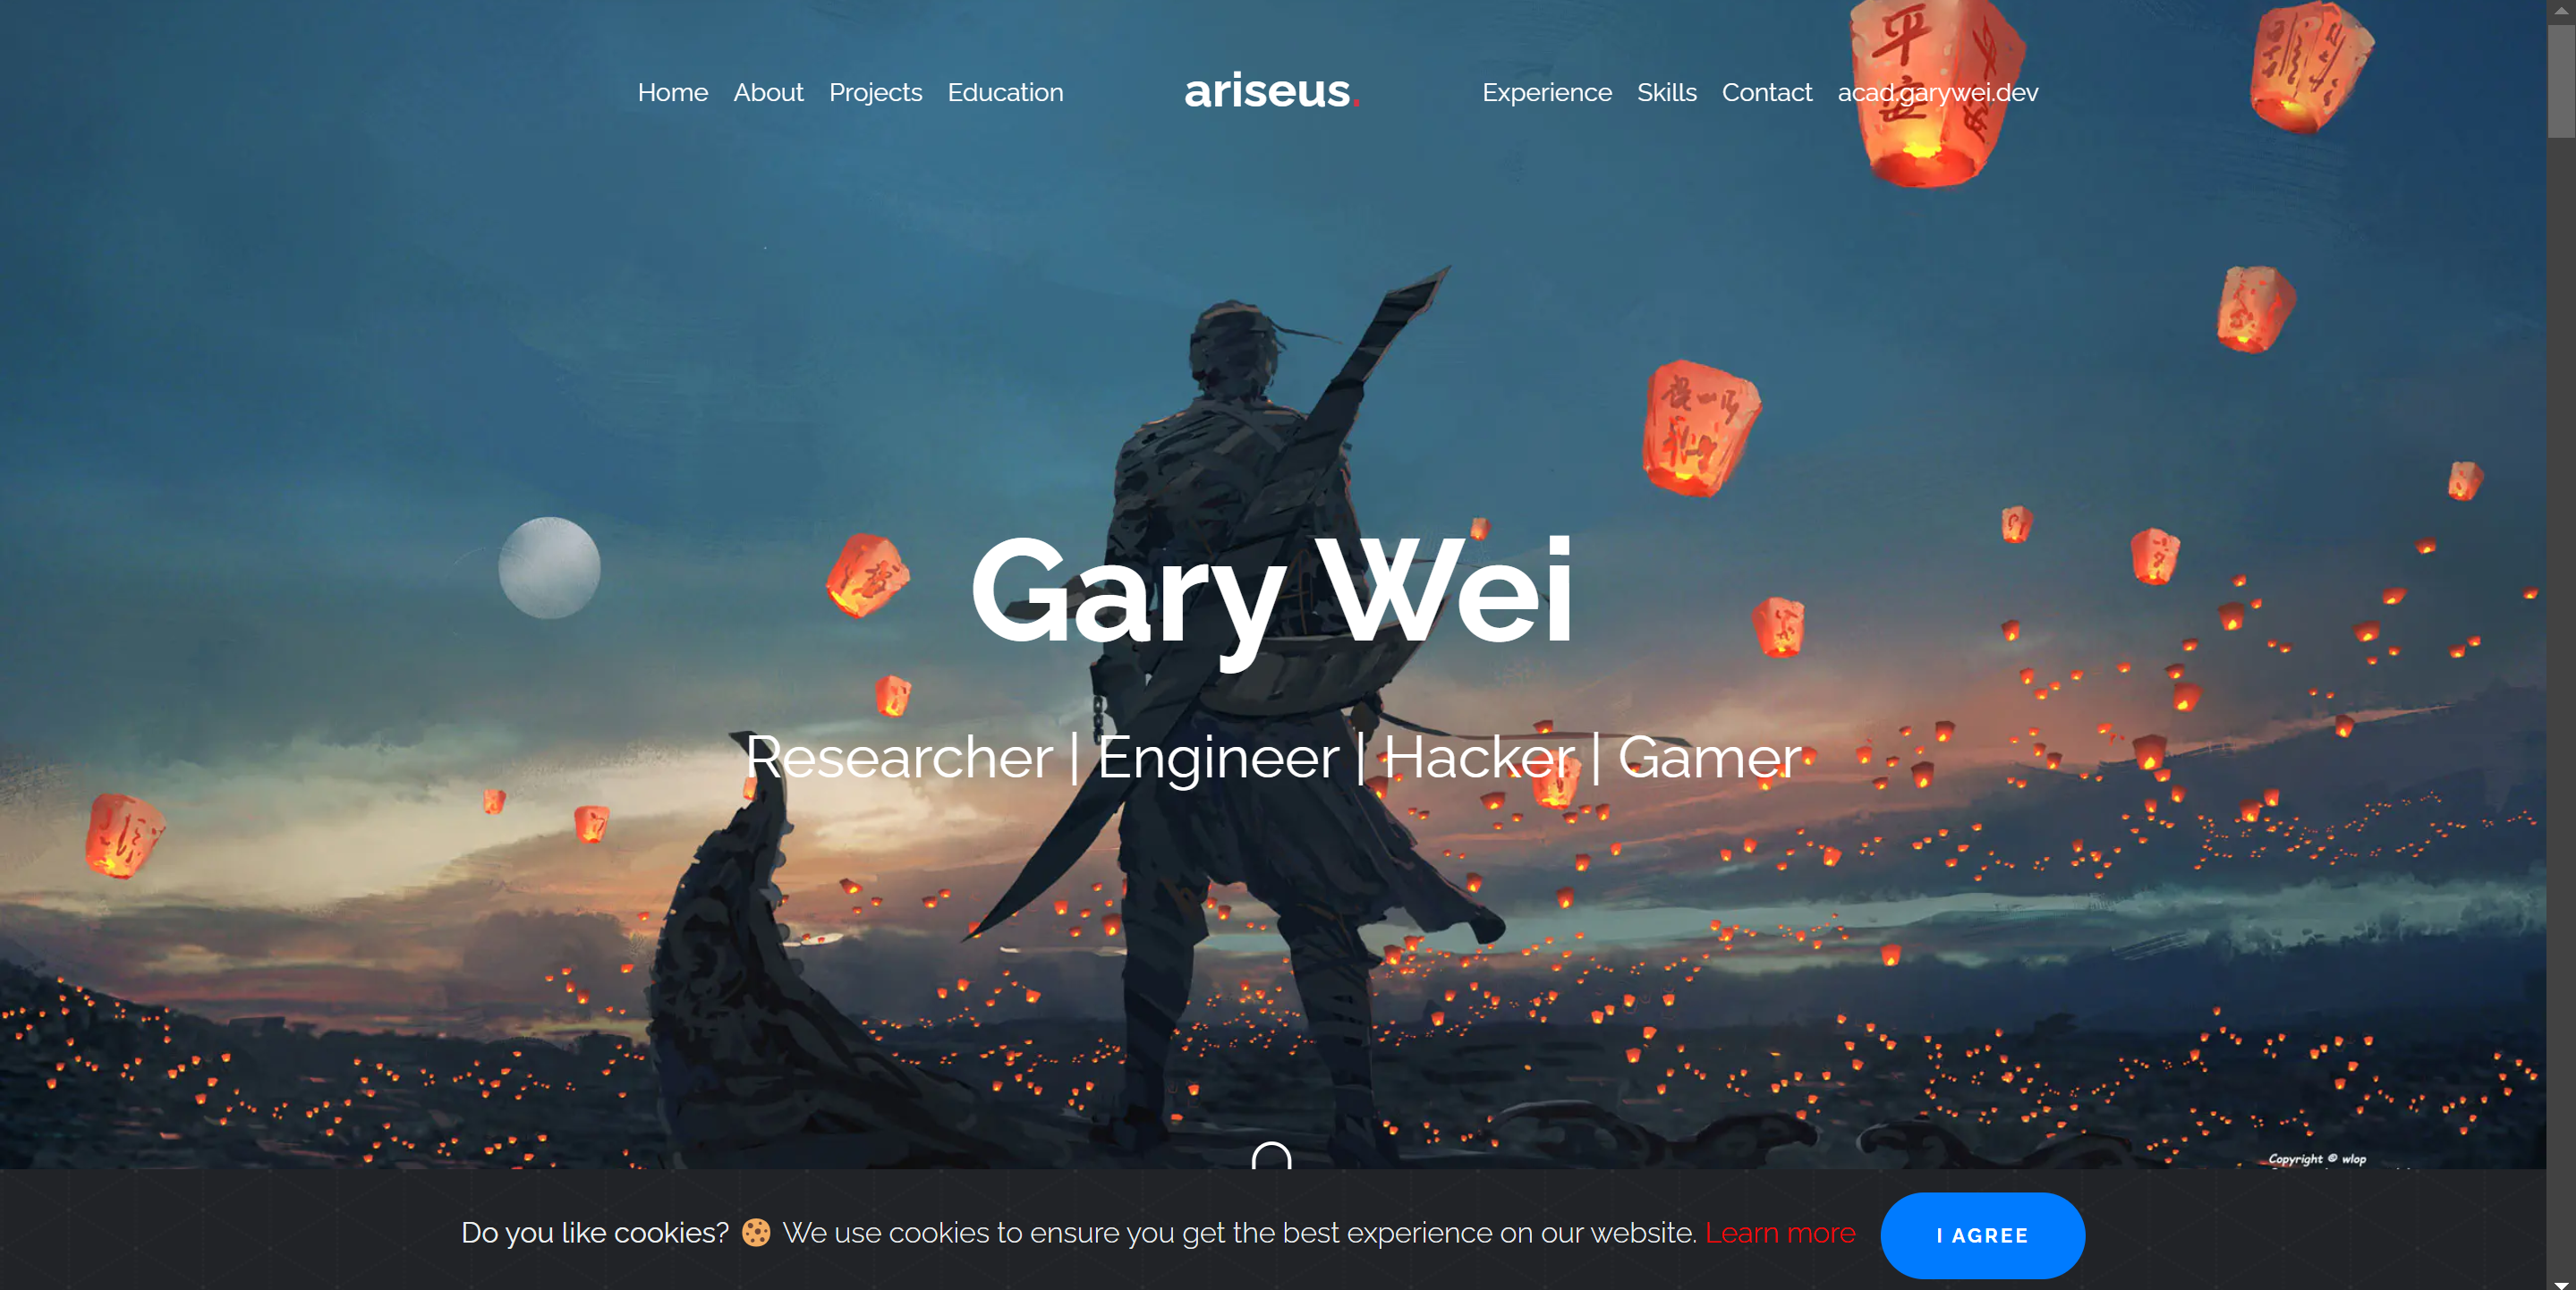 Home About Projects Education ariseus. Experience Skills Contact acad.garywei.dev
平安
Gary Wei
Researcher | Engineer | Hacker | Gamer
Copyright © wlop
Do you like cookies? 🍪 We use cookies to ensure you get the best experience on our website. Learn more I AGREE